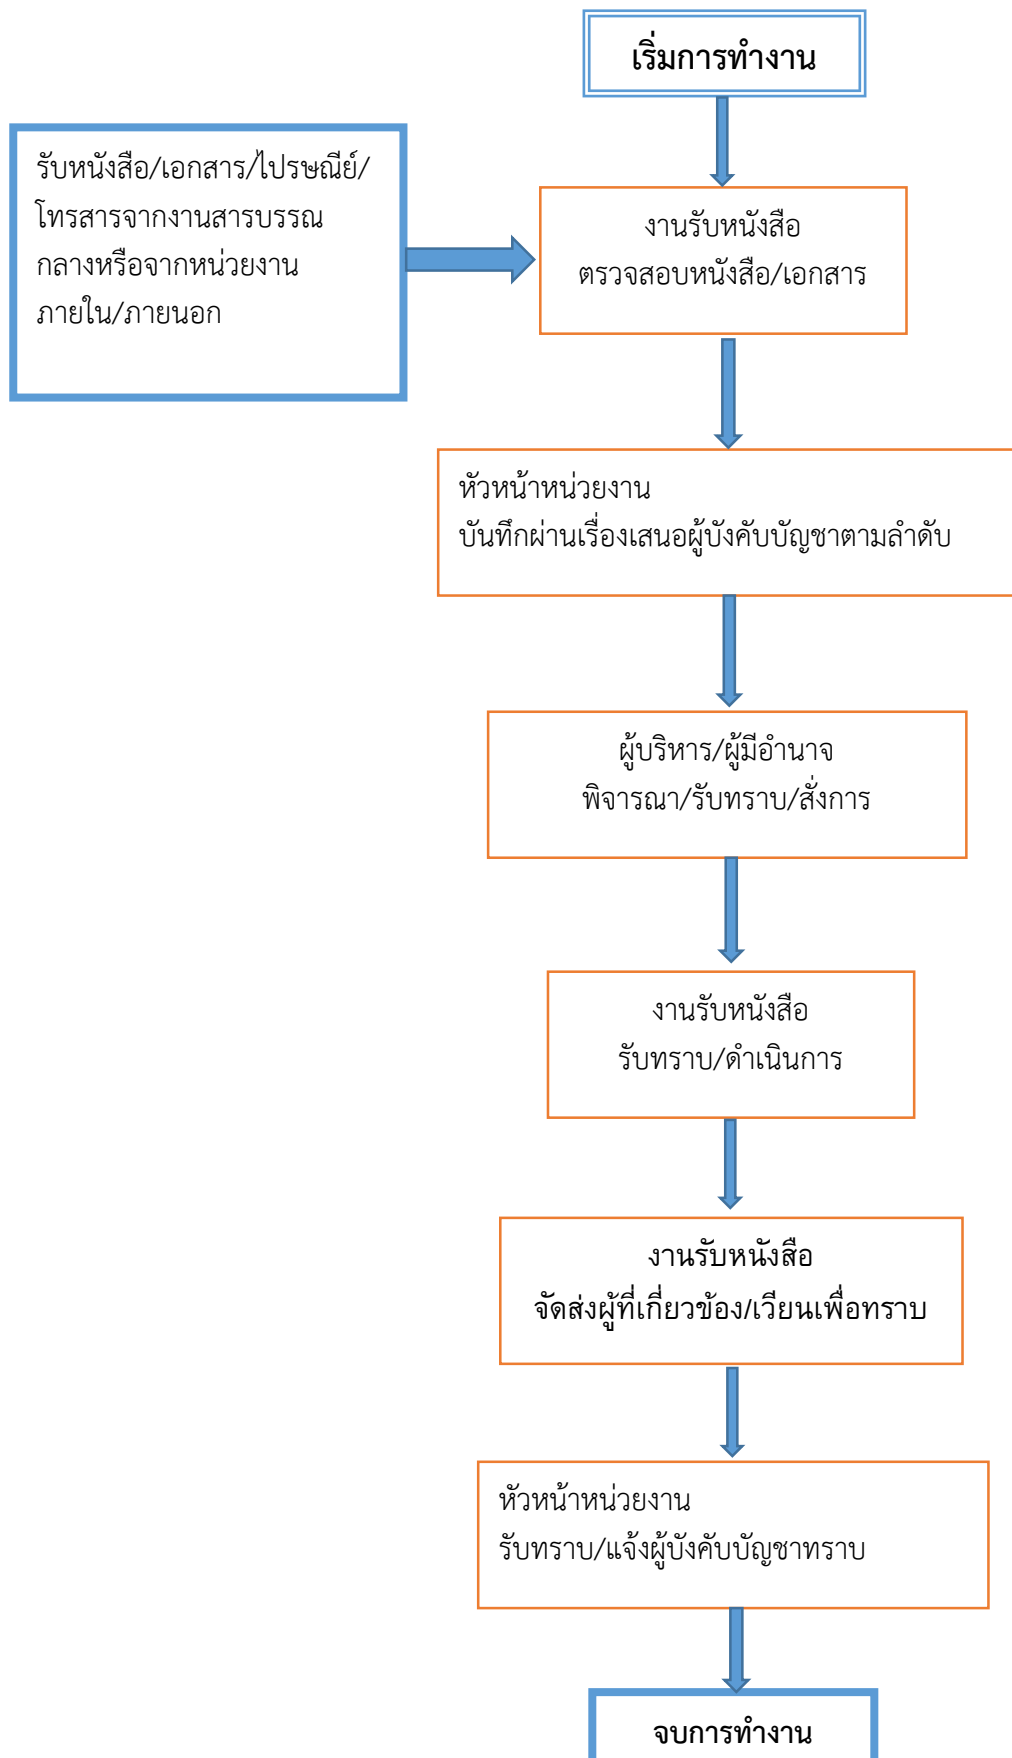 เริ่มการทำงาน
รับหนังสือ/เอกสาร/ไปรษณีย์/
โทรสารจากงานสารบรรณ
กลางหรือจากหน่วยงาน
ภายใน/ภายนอก
งานรับหนังสือ
ตรวจสอบหนังสือ/เอกสาร
หัวหน้าหน่วยงาน
บันทึกผ่านเรื่องเสนอผู้บังคับบัญชาตามลำดับ
ผู้บริหาร/ผู้มีอำนาจ
พิจารณา/รับทราบ/สั่งการ
งานรับหนังสือ
รับทราบ/ดำเนินการ
งานรับหนังสือ
จัดส่งผู้ที่เกี่ยวข้อง/เวียนเพื่อทราบ
หัวหน้าหน่วยงาน
รับทราบ/แจ้งผู้บังคับบัญชาทราบ
จบการทำงาน